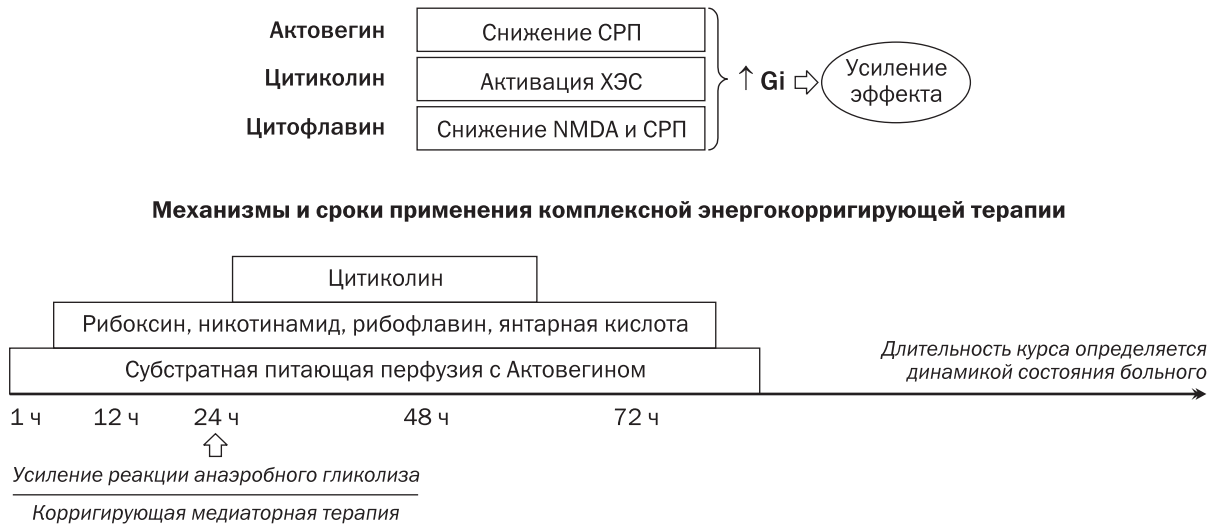 Актовегин
Снижение СРП
Цитиколин
Активация ХЭС
Цитофлавин
Снижение NMDA и СРП
↑ Gi
Усиление
эффекта
Механизмы и сроки применения комплексной энергокорригирующей терапии
Цитиколин
Рибоксин, никотинамид, рибофлавин, янтарная кислота
Субстратная питающая перфузия с Актовегином
Длительность курса определяется
динамикой состояния больного
1 ч 12 ч 24 ч 48 ч 72 ч
Усиление реакции анаэробного гликолиза
Корригирующая медиаторная терапия